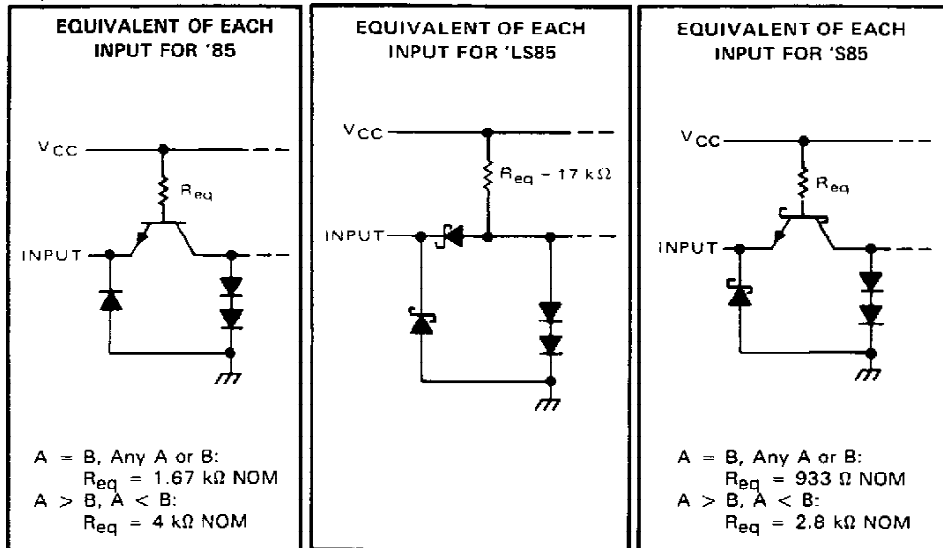 EQUIVALENT OF EACH
INPUT FOR '85
VCC
Req
INPUT
A = B, Any A or B:
Req = 1.67 kΩ NOM
A > B, A < B:
Req = 4 kΩ NOM
EQUIVALENT OF EACH
INPUT FOR 'LS85
VCC
Req - 17 kΩ
INPUT
EQUIVALENT OF EACH
INPUT FOR 'S85
VCC
Req
INPUT
A = B, Any A or B:
Req = 933 Ω NOM
A > B, A < B:
Req = 2.8 kΩ NOM